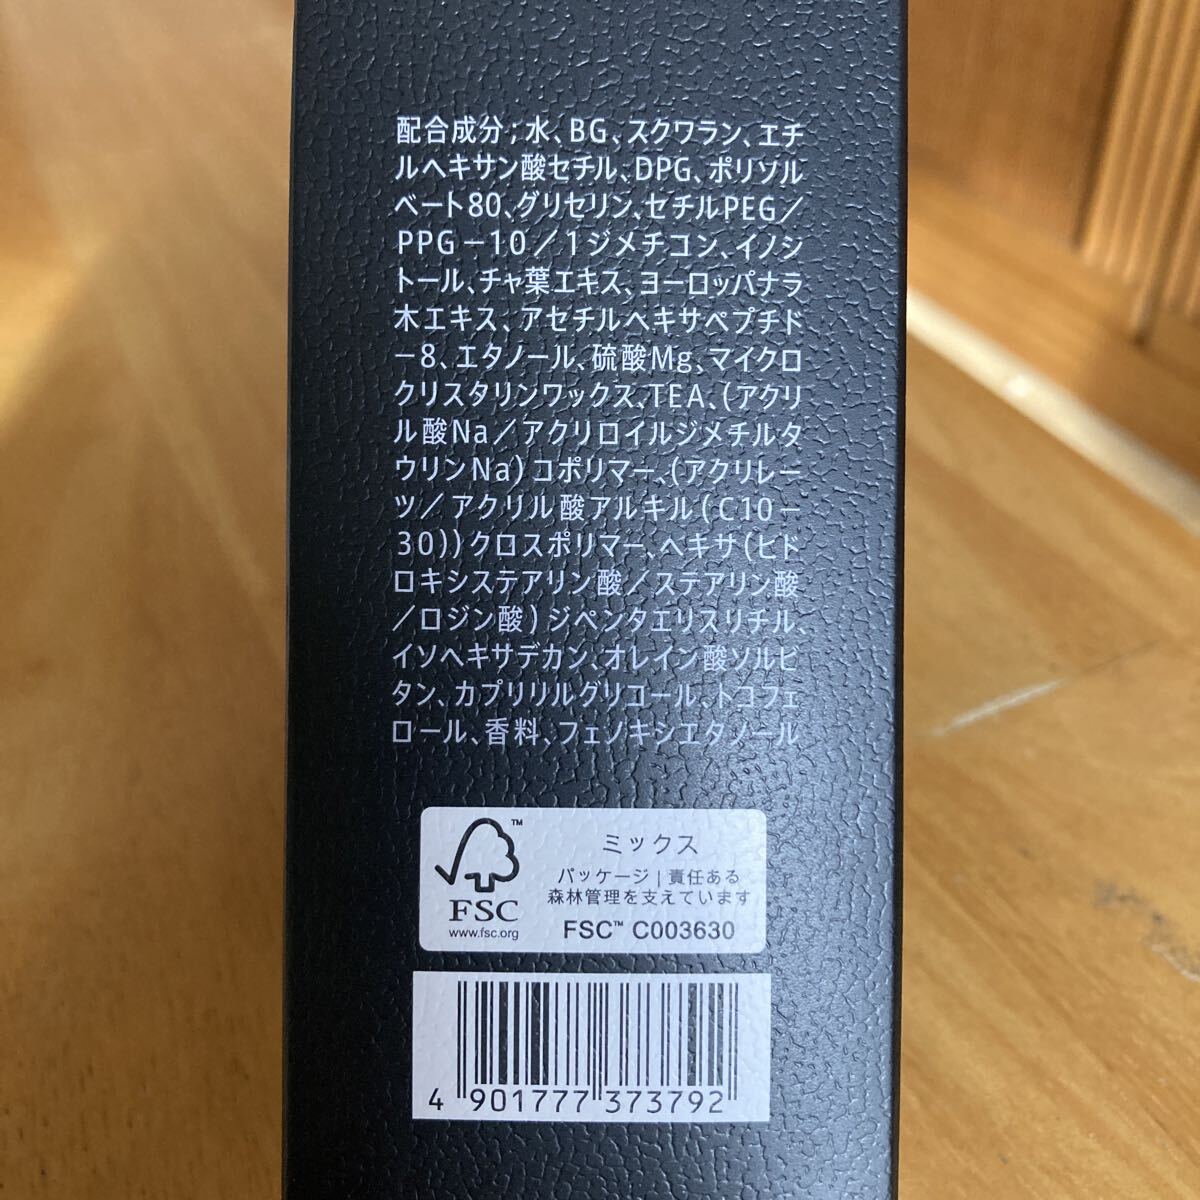 配合成分；水、BG、スクワラン、エチ
ルヘキサン酸セチル、DPG、ポリソル
ベート80、グリセリン、セチルPEG／
PPG－10／1ジメチコン、イノシ
トール、チャ葉エキス、ヨーロッパナラ
木エキス、アセチルヘキサペプチド
－8、エタノール、硫酸Mg、マイクロ
クリスタリンワックス、TEA、（アクリ
ル酸Na／アクリロイルジメチルタ
ウリンNa）コポリマー、（アクリレー
ツ／アクリル酸アルキル（C10－
30））クロスポリマー、ヘキサ（ヒド
ロキシステアリン酸／ステアリン酸
／ロジン酸）ジペンタエリスリチル、
イソヘキサデカン、オレイン酸ソルビ
タン、カプリリルグリコール、トコフェ
ロール、香料、フェノキシエタノール
FSC
www.fsc.org
TM
ミックス
パッケージ | 責任ある
森林管理を支えています
FSC™ C003630
4 901777 373792